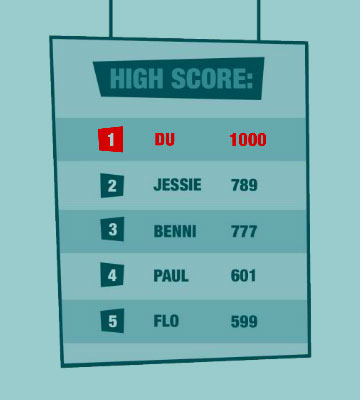 HIGH SCORE:
1 DU 1000
2 JESSIE 789
3 BENNI 777
4 PAUL 601
5 FLO 599